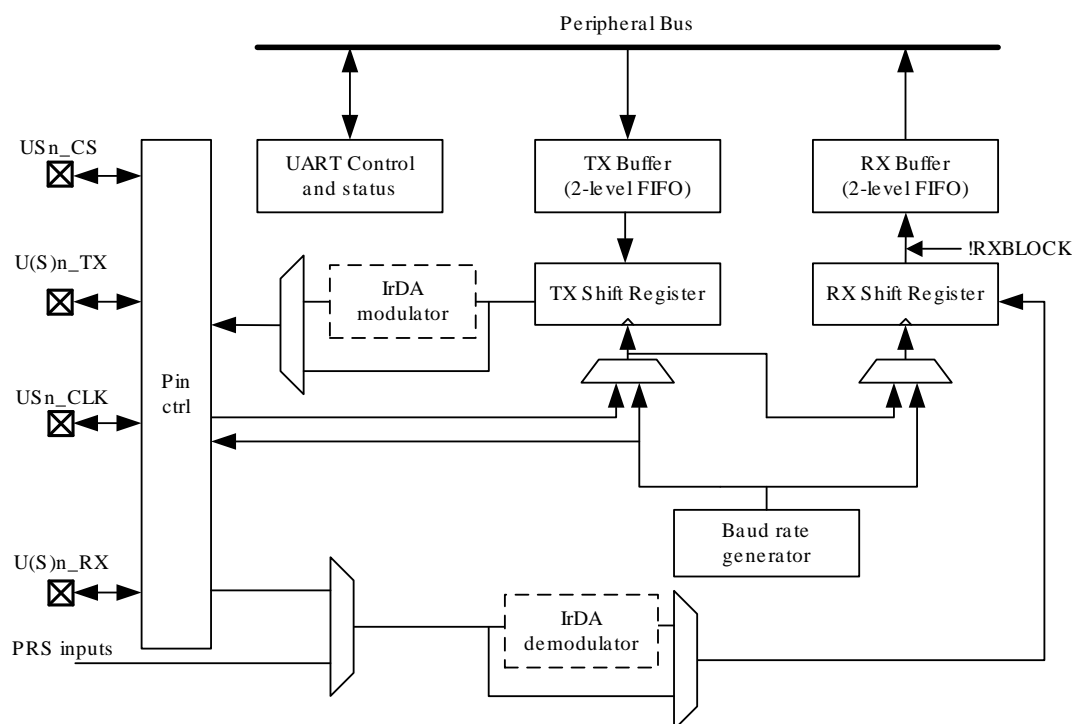 Peripheral Bus
USn_CS
UART Control
and status
TX Buffer
(2-level FIFO)
RX Buffer
(2-level FIFO)
!RXBLOCK
U(S)n_TX
IrDA
modulator
TX Shift Register
RX Shift Register
Pin
ctrl
USn_CLK
Baud rate
generator
U(S)n_RX
IrDA
demodulator
PRS inputs